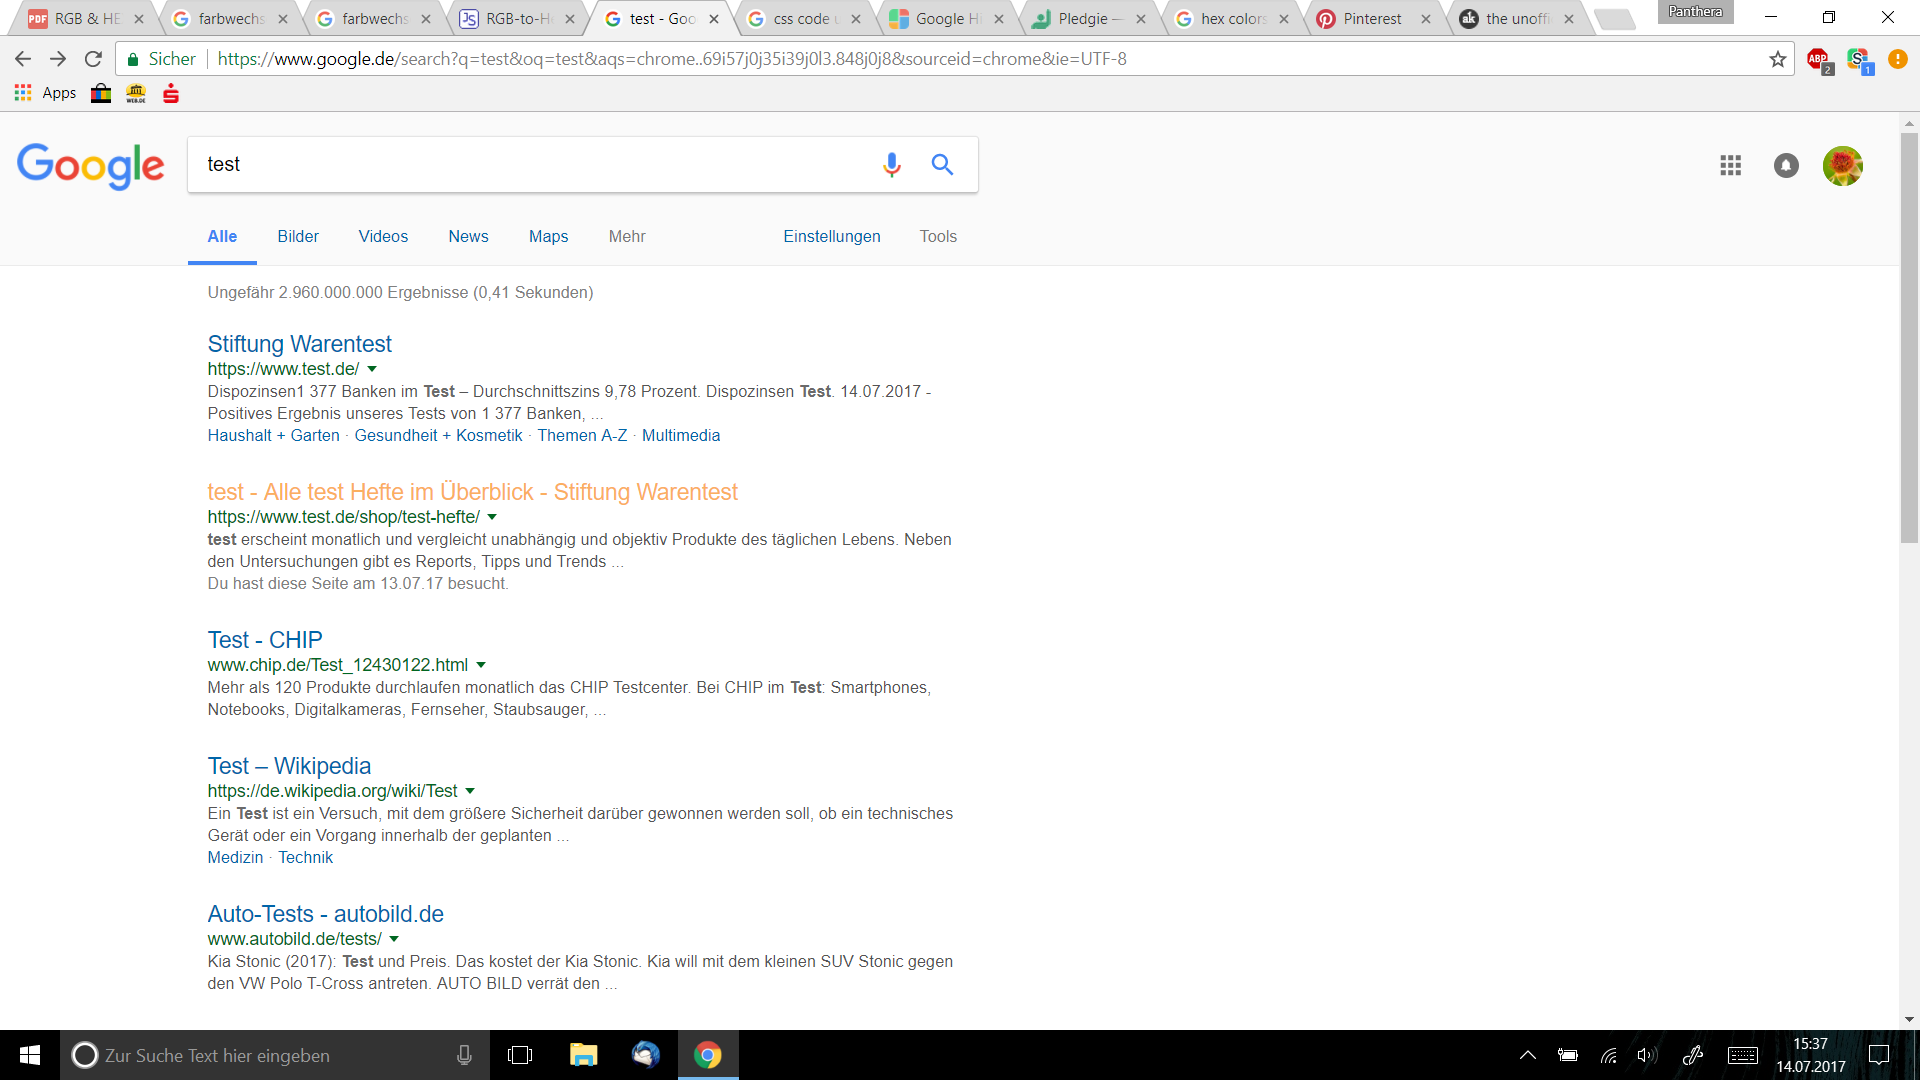 RGB & HE
farbwechs
farbwechs
RGB-to-He
test - Goo
css code u
Google Hi
Pledgie —
hex colors
Pinterest
the unoffi
Panthera
Sicher
https://www.google.de/search?q=test&oq=test&aqs=chrome..69i57j0j35i39j0l3.848j0j8&sourceid=chrome&ie=UTF-8
ABP 2
S 1
Apps
WEB.DE
Google
test
Alle Bilder Videos News Maps Mehr Einstellungen Tools
Ungefähr 2.960.000.000 Ergebnisse (0,41 Sekunden)
Stiftung Warentest
https://www.test.de/
Dispozinsen1 377 Banken im Test – Durchschnittszins 9,78 Prozent. Dispozinsen Test. 14.07.2017 -
Positives Ergebnis unseres Tests von 1 377 Banken, ...
Haushalt + Garten · Gesundheit + Kosmetik · Themen A-Z · Multimedia
test - Alle test Hefte im Überblick - Stiftung Warentest
https://www.test.de/shop/test-hefte/
test erscheint monatlich und vergleicht unabhängig und objektiv Produkte des täglichen Lebens. Neben
den Untersuchungen gibt es Reports, Tipps und Trends ...
Du hast diese Seite am 13.07.17 besucht.
Test - CHIP
www.chip.de/Test_12430122.html
Mehr als 120 Produkte durchlaufen monatlich das CHIP Testcenter. Bei CHIP im Test: Smartphones,
Notebooks, Digitalkameras, Fernseher, Staubsauger, ...
Test – Wikipedia
https://de.wikipedia.org/wiki/Test
Ein Test ist ein Versuch, mit dem größere Sicherheit darüber gewonnen werden soll, ob ein technisches
Gerät oder ein Vorgang innerhalb der geplanten ...
Medizin · Technik
Auto-Tests - autobild.de
www.autobild.de/tests/
Kia Stonic (2017): Test und Preis. Das kostet der Kia Stonic. Kia will mit dem kleinen SUV Stonic gegen
den VW Polo T-Cross antreten. AUTO BILD verrät den ...
Zur Suche Text hier eingeben
15:37
14.07.2017